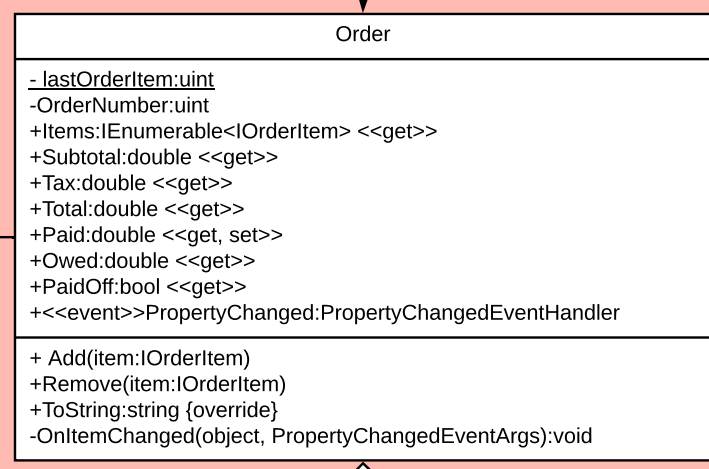 Order
- lastOrderItem:uint
-OrderNumber:uint
+Items:IEnumerable<IOrderItem> <<get>>
+Subtotal:double <<get>>
+Tax:double <<get>>
+Total:double <<get>>
+Paid:double <<get, set>>
+Owed:double <<get>>
+PaidOff:bool <<get>>
+<<event>>PropertyChanged:PropertyChangedEventHandler
+ Add(item:IOrderItem)
+Remove(item:IOrderItem)
+ToString:string {override}
-OnItemChanged(object, PropertyChangedEventArgs):void